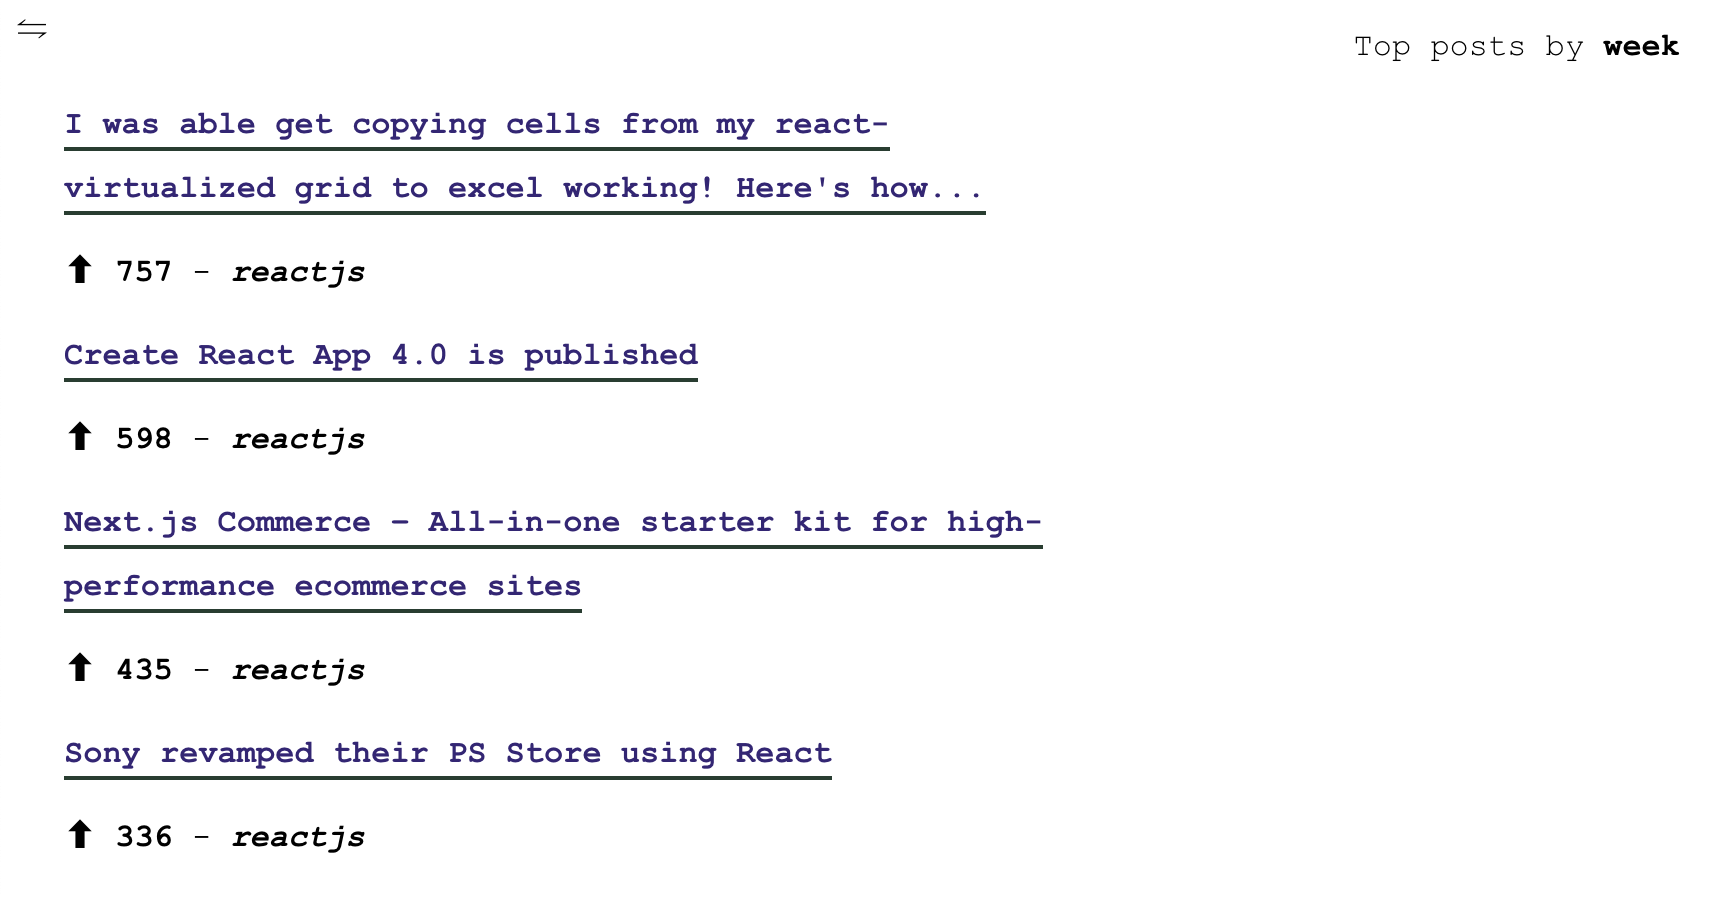 ⇋
Top posts by week
I was able get copying cells from my react-
virtualized grid to excel working! Here's how...
⬆ 757 - reactjs
Create React App 4.0 is published
⬆ 598 - reactjs
Next.js Commerce – All-in-one starter kit for high-
performance ecommerce sites
⬆ 435 - reactjs
Sony revamped their PS Store using React
⬆ 336 - reactjs